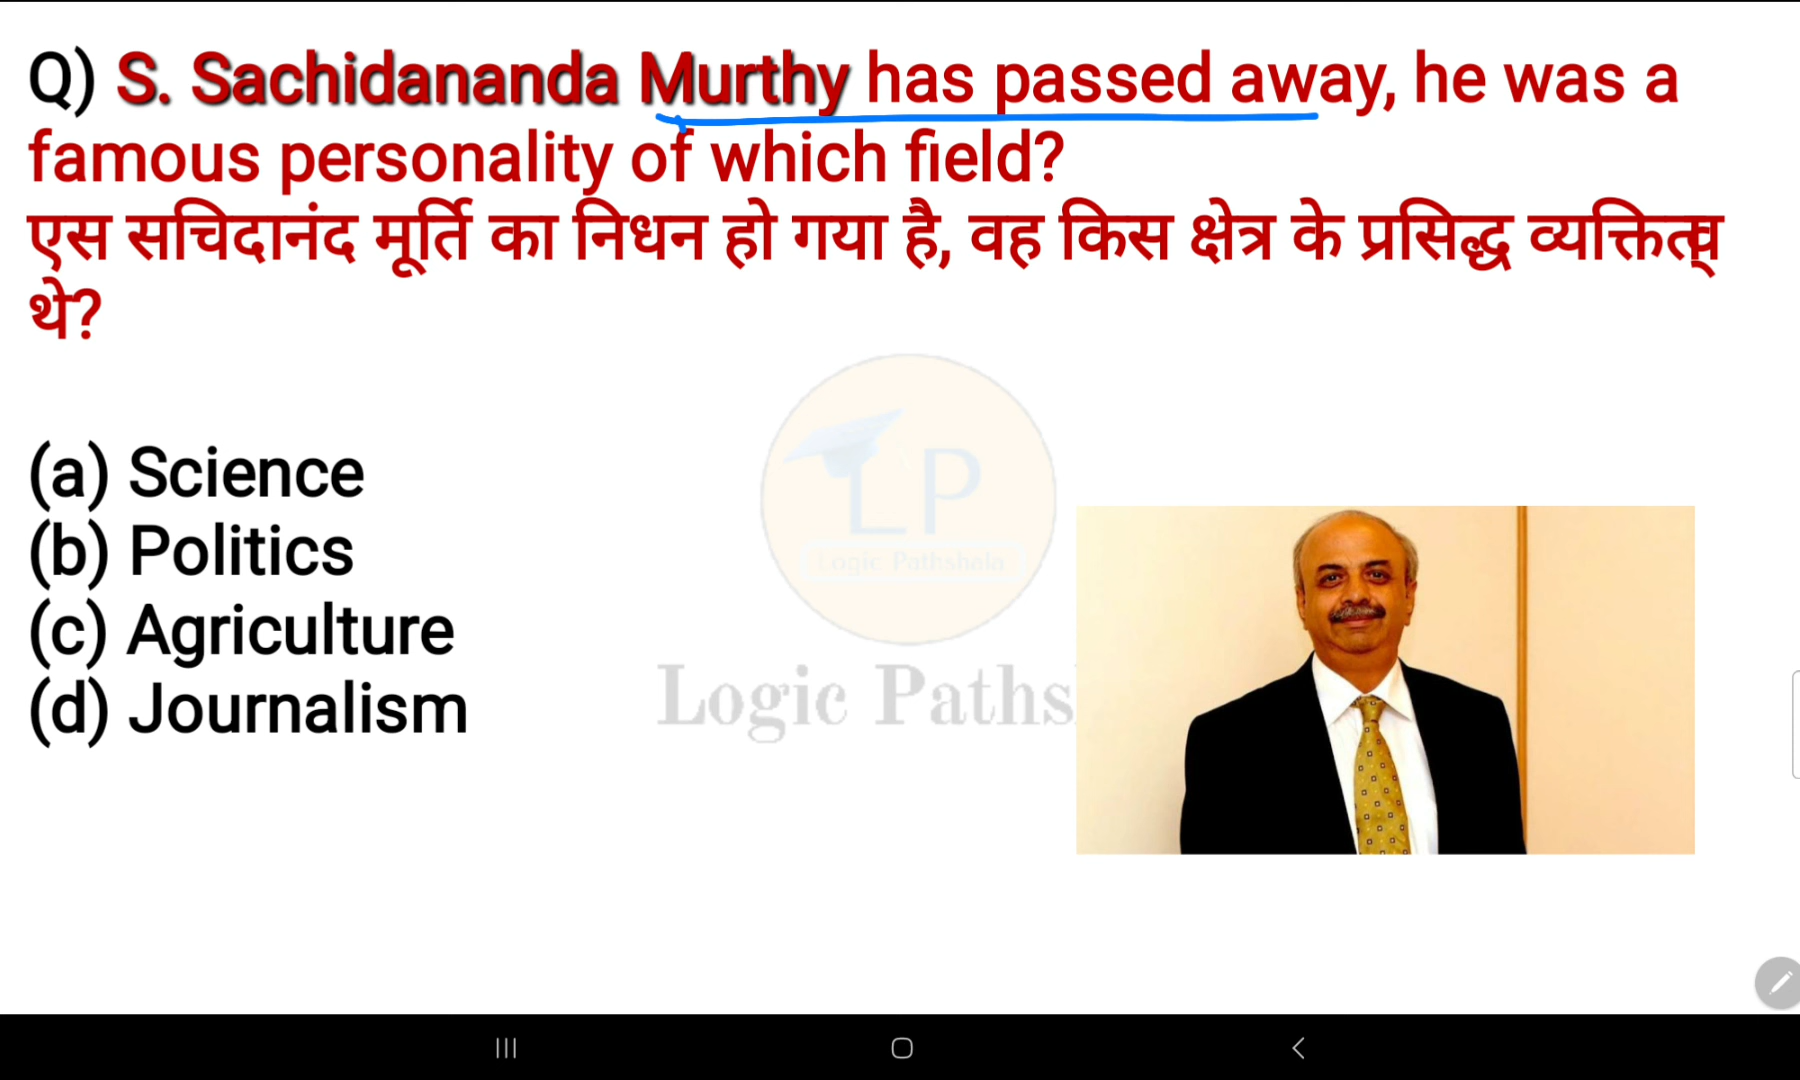 Q) S. Sachidananda Murthy has passed away, he was a
famous personality of which field?
एस सचिदानंद मूर्ति का निधन हो गया है, वह किस क्षेत्र के प्रसिद्ध व्यक्तित्व
थे?
(a) Science
(b) Politics
(c) Agriculture
(d) Journalism
LP
Logic Pathshala
Logic Paths